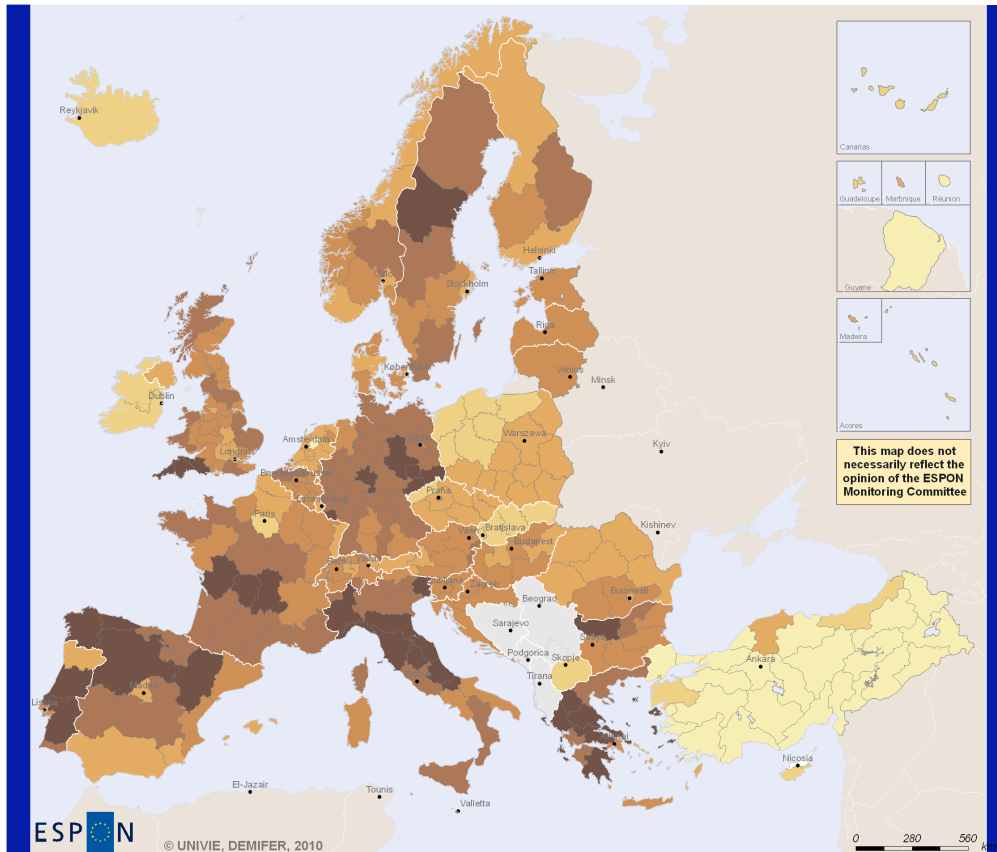 Reykjavik
Canarias
Guadeloupe
Martinique
Réunion
Guyane
Madeira
Acores
This map does not
necessarily reflect the
opinion of the ESPON
Monitoring Committee
Helsinki
Oslo
Tallinn
Stockholm
Riga
København
Vilnius
Minsk
Dublin
Amsterdam
Warszawa
London
Kyiv
Praha
Paris
Kishinev
Bratislava
Budapest
Zagreb
Bucuresti
Beograd
Sarajevo
Sofia
Podgorica
Skopje
Tirana
Ankara
Madrid
Nicosia
El-Jazair
Tounis
Valletta
ESPON
© UNIVIE, DEMIFER, 2010
0 280 560